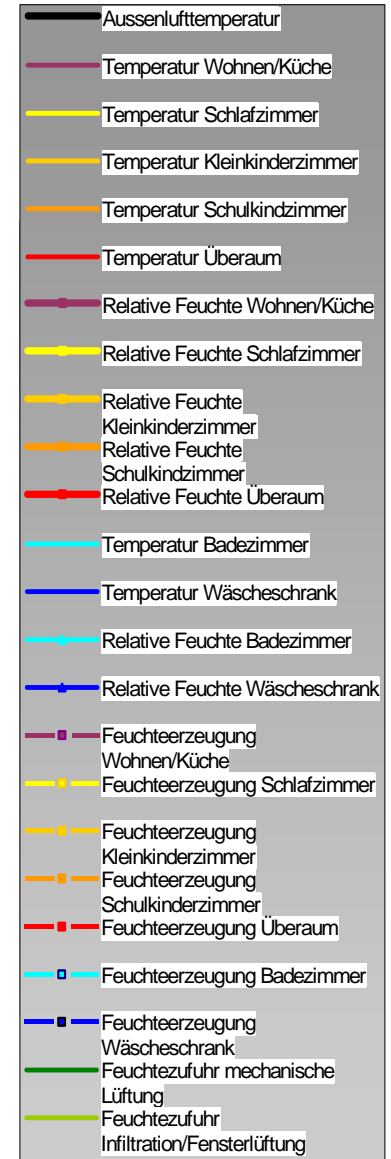 Aussenlufttemperatur
Temperatur Wohnen/Küche
Temperatur Schlafzimmer
Temperatur Kleinkinderzimmer
Temperatur Schulkindzimmer
Temperatur Überaum
Relative Feuchte Wohnen/Küche
Relative Feuchte Schlafzimmer
Relative Feuchte
Kleinkinderzimmer
Relative Feuchte
Schulkindzimmer
Relative Feuchte Überaum
Temperatur Badezimmer
Temperatur Wäscheschrank
Relative Feuchte Badezimmer
Relative Feuchte Wäscheschrank
Feuchteerzeugung
Wohnen/Küche
Feuchteerzeugung Schlafzimmer
Feuchteerzeugung
Kleinkinderzimmer
Feuchteerzeugung
Schulkinderzimmer
Feuchteerzeugung Überaum
Feuchteerzeugung Badezimmer
Feuchteerzeugung
Wäscheschrank
Feuchtezufuhr mechanische
Lüftung
Feuchtezufuhr
Infiltration/Fensterlüftung